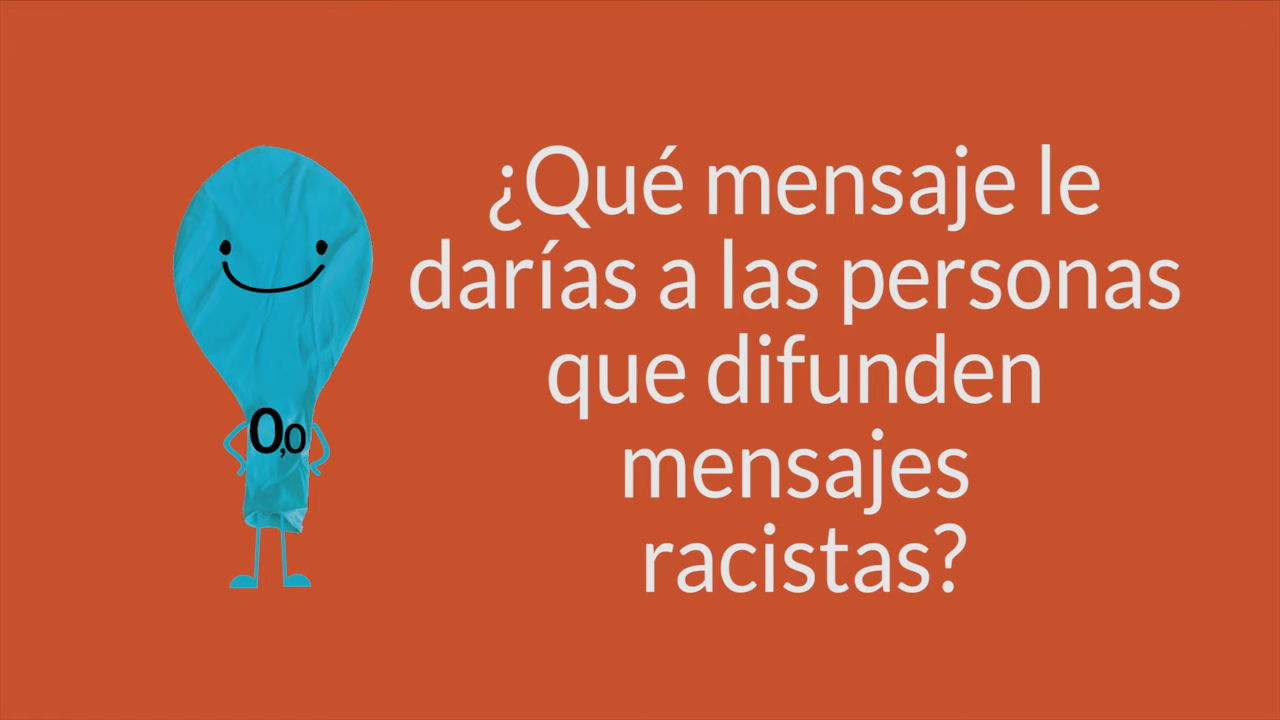 ¿Qué mensaje le
darías a las personas
que difunden
mensajes
racistas?
0,0